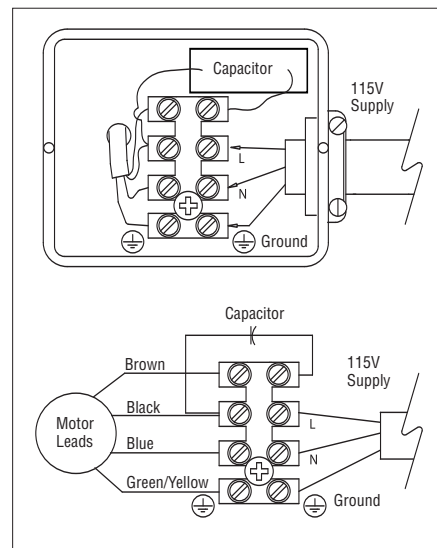 Capacitor
115V
Supply
L
N
Ground
Capacitor
Brown
115V
Supply
Black
Motor
Leads
L
Blue
N
Green/Yellow
Ground